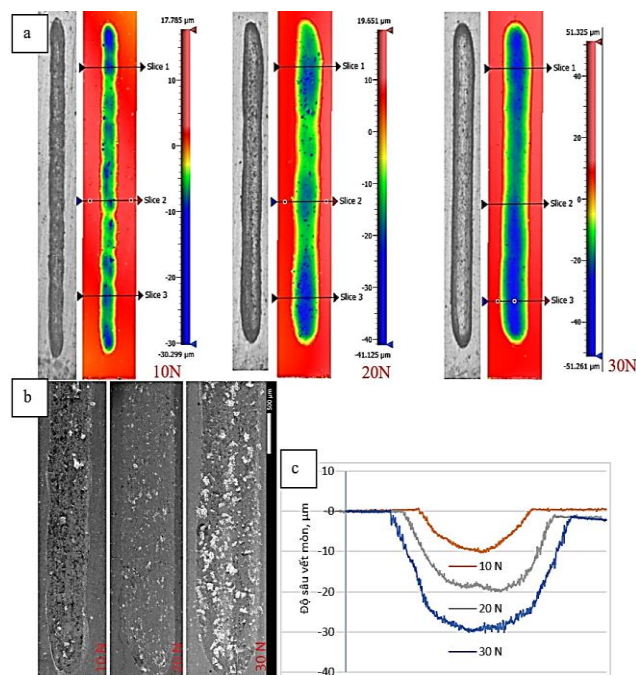 a
17.785 µm
Slice 1
10
0
Slice 2
-10
-20
Slice 3
-30
-30.299 µm
10N
19.651 µm
Slice 1
10
0
-10
Slice 2
-20
-30
Slice 3
-40
-41.125 µm
20N
51.325 µm
Slice 1
40
20
0
Slice 2
-20
Slice 3
-40
-51.261 µm
30N
b
500 µm
10 N
30 N
c
Độ sâu vết mòn, µm
10
-0
-10
-20
-30
-40
10 N
20 N
30 N